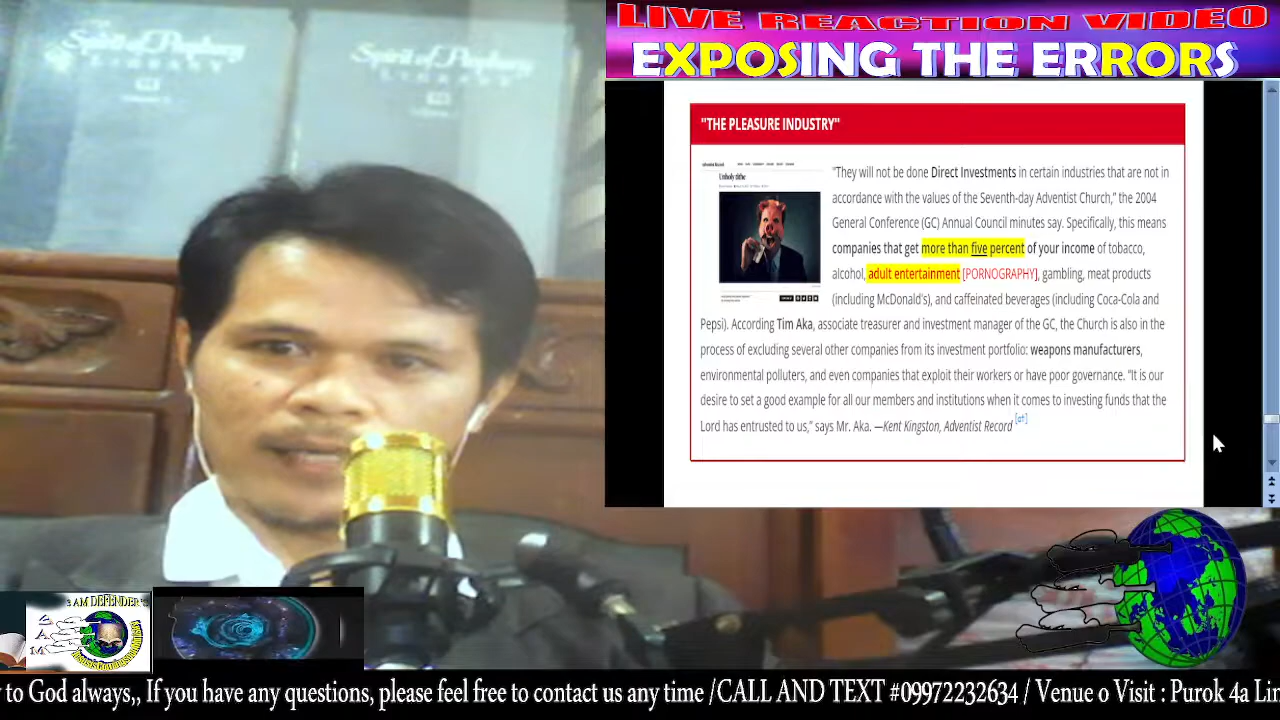 LIVE REACTION VIDEO
EXPOSING THE ERRORS
"THE PLEASURE INDUSTRY"
Unholy tithe
"They will not be done Direct Investments in certain industries that are not in
accordance with the values of the Seventh-day Adventist Church," the 2004
General Conference (GC) Annual Council minutes say. Specifically, this means
companies that get more than five percent of your income of tobacco,
alcohol, adult entertainment [PORNOGRAPHY], gambling, meat products
(including McDonald's), and caffeinated beverages (including Coca-Cola and
Pepsi). According Tim Aka, associate treasurer and investment manager of the GC, the Church is also in the
process of excluding several other companies from its investment portfolio: weapons manufacturers,
environmental polluters, and even companies that exploit their workers or have poor governance. "It is our
desire to set a good example for all our members and institutions when it comes to investing funds that the
Lord has entrusted to us," says Mr. Aka. —Kent Kingston, Adventist Record
AM DEFENDER
y to God always,, If you have any questions, please feel free to contact us any time /CALL AND TEXT #09972232634 / Venue o Visit : Purok 4a Lin